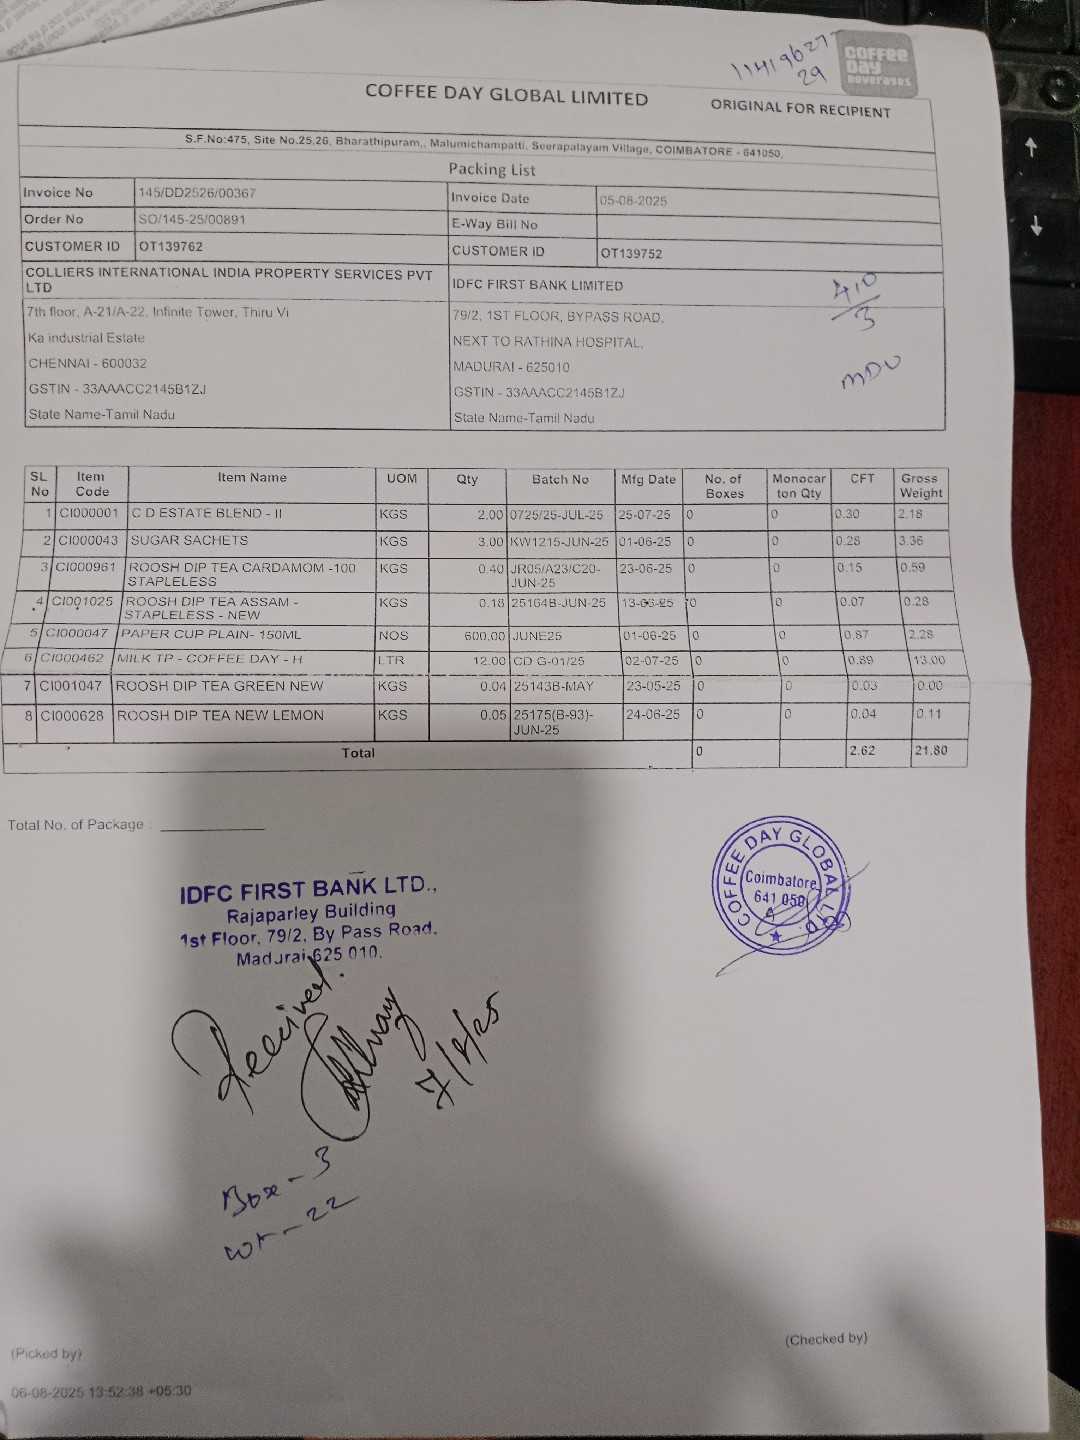 11419627-
29
COFFEE
DAY
BEVERAGES
COFFEE DAY GLOBAL LIMITED
ORIGINAL FOR RECIPIENT
S.F.No:475, Site No.25,26, Bharathipuram,, Malumichampatti, Seerapalayam Village, COIMBATORE - 641050,
Packing List
Invoice No 145/DD2526/00367 Invoice Date 05-08-2025
Order No SO/145-25/00891 E-Way Bill No
CUSTOMER ID OT139762 CUSTOMER ID OT139752
COLLIERS INTERNATIONAL INDIA PROPERTY SERVICES PVT
LTD
7th floor, A-21/A-22, Infinite Tower, Thiru Vi
Ka industrial Estate
CHENNAI - 600032
GSTIN - 33AAACC2145B1ZJ
State Name-Tamil Nadu
IDFC FIRST BANK LIMITED
79/2, 1ST FLOOR, BYPASS ROAD,
NEXT TO RATHINA HOSPITAL,
MADURAI - 625010
GSTIN - 33AAACC2145B1ZJ
State Name-Tamil Nadu
410
3
MDU
SL No Item Code Item Name UOM Qty Batch No Mfg Date No. of Boxes Monocar ton Qty CFT Gross Weight
1 CI000001 C D ESTATE BLEND - II KGS 2.00 0725/25-JUL-25 25-07-25 0 0 0.30 2.18
2 CI000043 SUGAR SACHETS KGS 3.00 KW1215-JUN-25 01-06-25 0 0 0.28 3.36
3 CI000961 ROOSH DIP TEA CARDAMOM -100 KGS 0.40 JR05/A23/C20- 23-06-25 0 0 0.15 0.59
STAPLELESS JUN-25
4 CI001025 ROOSH DIP TEA ASSAM - KGS 0.18 25164B-JUN-25 13-06-25 0 0 0.07 0.28
STAPLELESS - NEW
5 CI000047 PAPER CUP PLAIN- 150ML NOS 600.00 JUNE25 01-06-25 0 0 0.87 2.28
6 CI000462 MILK TP - COFFEE DAY - H LTR 12.00 CD G-01/25 02-07-25 0 0 0.89 13.00
7 CI001047 ROOSH DIP TEA GREEN NEW KGS 0.04 25143B-MAY 23-05-25 0 0 0.03 0.00
8 CI000628 ROOSH DIP TEA NEW LEMON KGS 0.05 25175(B-93)- 24-06-25 0 0 0.04 0.11
JUN-25
Total 0 2.62 21.80
Total No. of Package :
COFFEE DAY GLOBAL LTD.
Coimbatore
641 050
IDFC FIRST BANK LTD.,
Rajaparley Building
1st Floor, 79/2, By Pass Road.
Madurai 625 010.
Received.
7/8/25
Box - 3
wt - 22
(Picked by)
(Checked by)
06-08-2025 13:52:38 +05:30